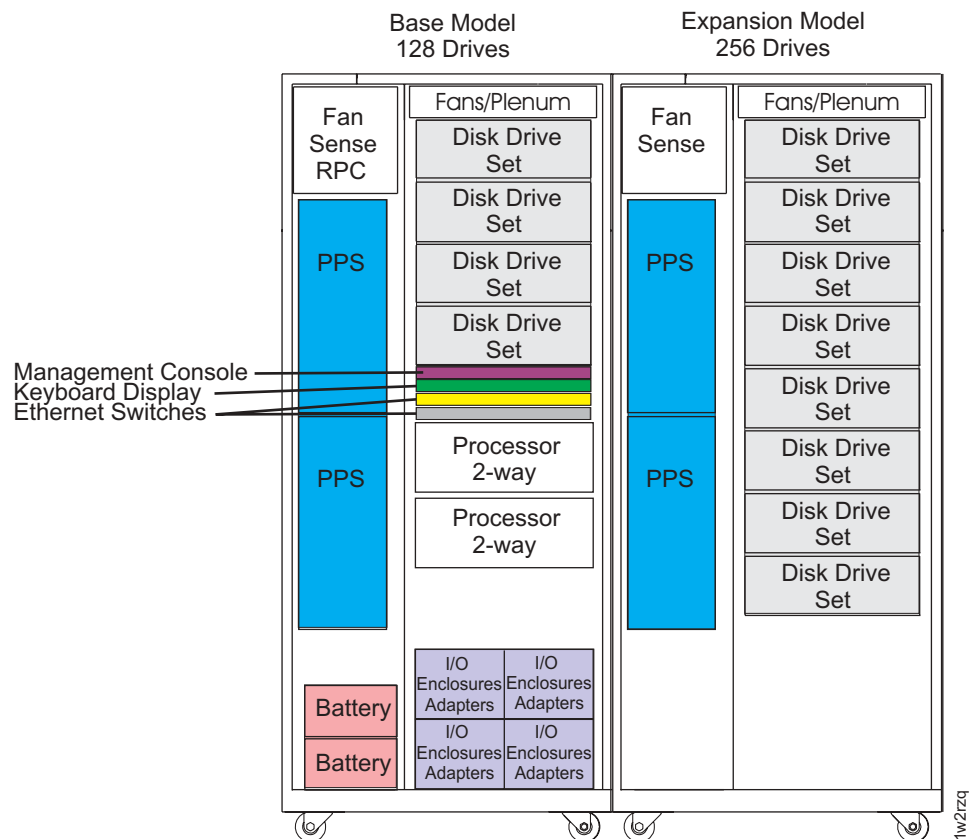 Base Model
128 Drives
Expansion Model
256 Drives
Fan
Sense
RPC
Fans/Plenum
Disk Drive
Set
Disk Drive
Set
Disk Drive
Set
Disk Drive
Set
PPS
PPS
Management Console
Keyboard Display
Ethernet Switches
Processor
2-way
Processor
2-way
I/O
Enclosures
Adapters
I/O
Enclosures
Adapters
I/O
Enclosures
Adapters
I/O
Enclosures
Adapters
Battery
Battery
Fan
Sense
Fans/Plenum
PPS
PPS
Disk Drive
Set
Disk Drive
Set
Disk Drive
Set
Disk Drive
Set
Disk Drive
Set
Disk Drive
Set
Disk Drive
Set
Disk Drive
Set